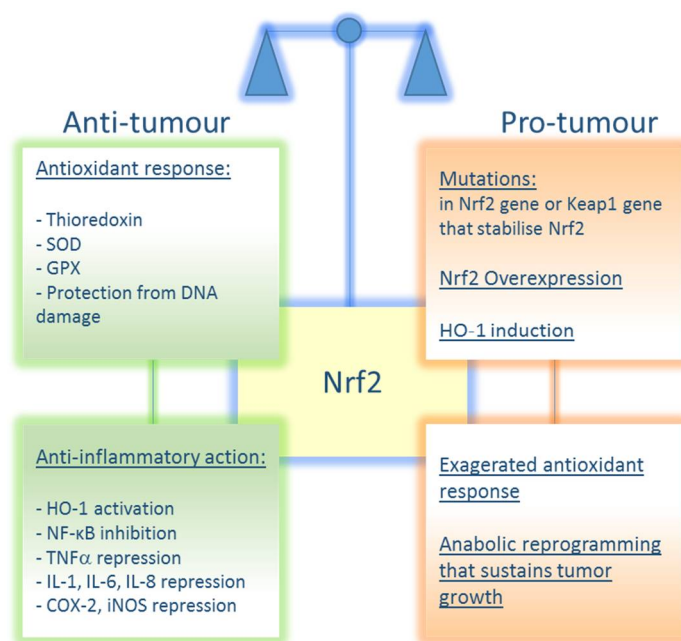 Anti-tumour
Antioxidant response:
- Thioredoxin
- SOD
- GPX
- Protection from DNA
damage
Anti-inflammatory action:
- HO-1 activation
- NF-κB inhibition
- TNFα repression
- IL-1, IL-6, IL-8 repression
- COX-2, iNOS repression
Nrf2
Pro-tumour
Mutations:
in Nrf2 gene or Keap1 gene
that stabilise Nrf2
Nrf2 Overexpression
HO-1 induction
Exagerated antioxidant
response
Anabolic reprogramming
that sustains tumor
growth